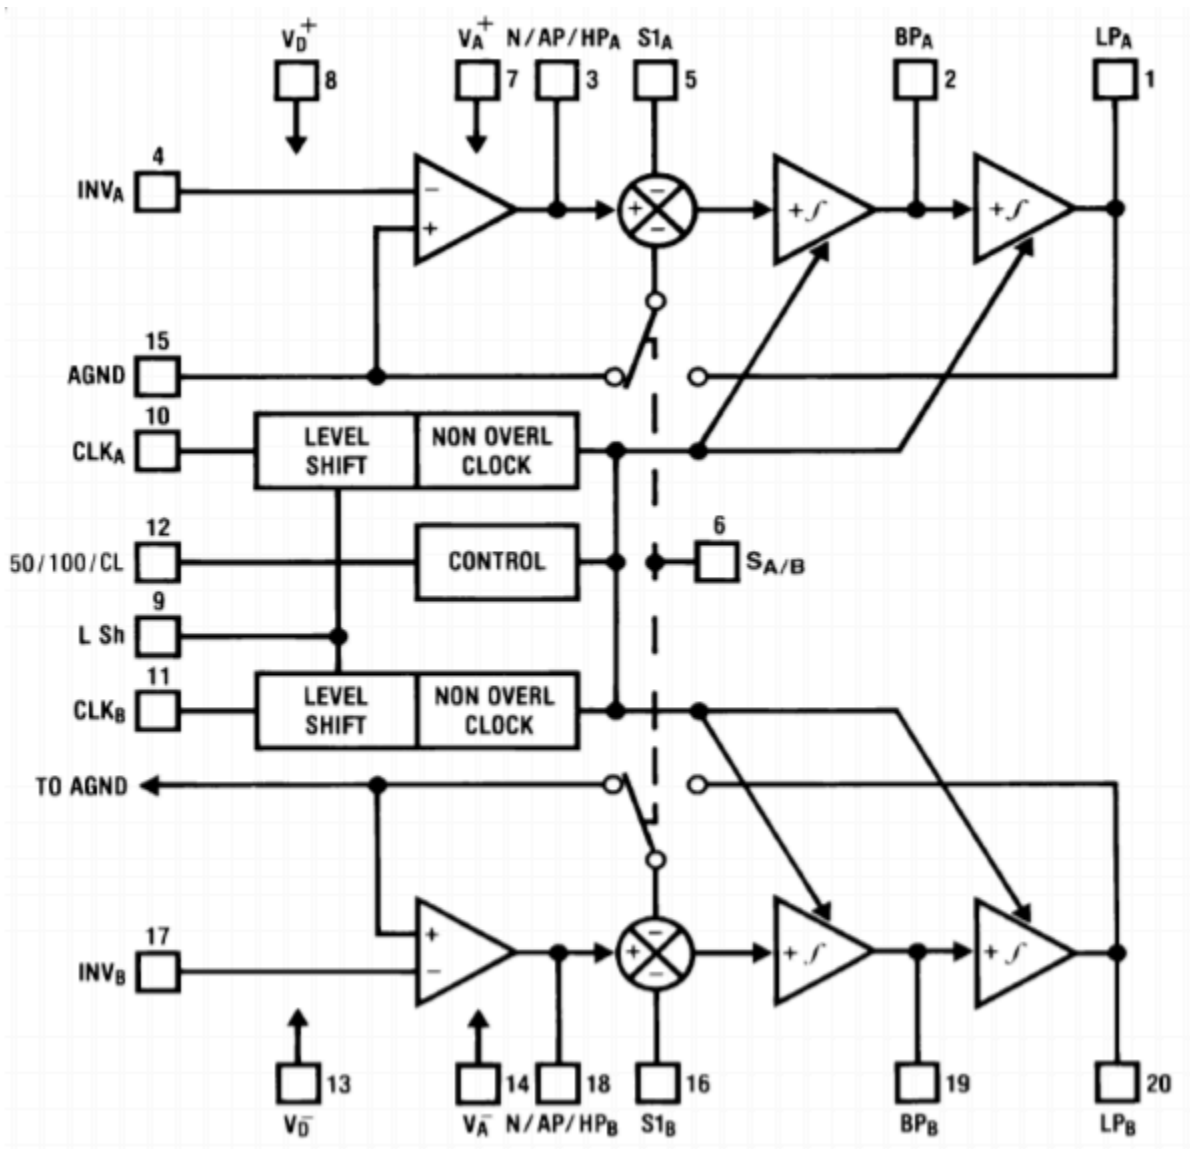 V_D^+ V_A^+ N/AP/HP_A S1_A BP_A LP_A
8 7 3 5 2 1
4
INV_A − − 
+ + + ∫ + ∫
−
15
AGND
10
CLK_A LEVEL SHIFT NON OVERL CLOCK
12 6
50/100/CL CONTROL S_A/B
9
L Sh
11
CLK_B LEVEL SHIFT NON OVERL CLOCK
TO AGND
17
+ −
INV_B − + + ∫ + ∫
−
13 14 18 16 19 20
V_D^− V_A^− N/AP/HP_B S1_B BP_B LP_B